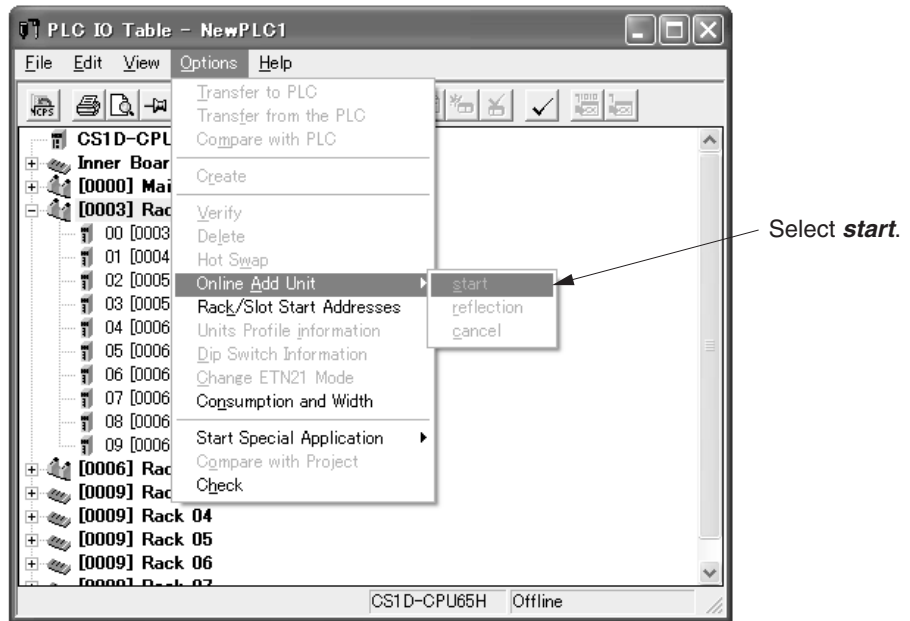 PLC IO Table - NewPLC1
File Edit View Options Help
CPS
CS1D-CPU
Inner Boar
[0000] Mai
[0003] Rac
00 [0003
01 [0004
02 [0005
03 [0005
04 [0006
05 [0006
06 [0006
07 [0006
08 [0006
09 [0006
[0006] Rac
[0009] Rac
[0009] Rack 04
[0009] Rack 05
[0009] Rack 06
[0009] Rack 07
Transfer to PLC
Transfer from the PLC
Compare with PLC
Create
Verify
Delete
Hot Swap
Online Add Unit
Rack/Slot Start Addresses
Units Profile information
Dip Switch Information
Change ETN21 Mode
Consumption and Width
Start Special Application
Compare with Project
Check
start
reflection
cancel
Select start.
CS1D-CPU65H Offline